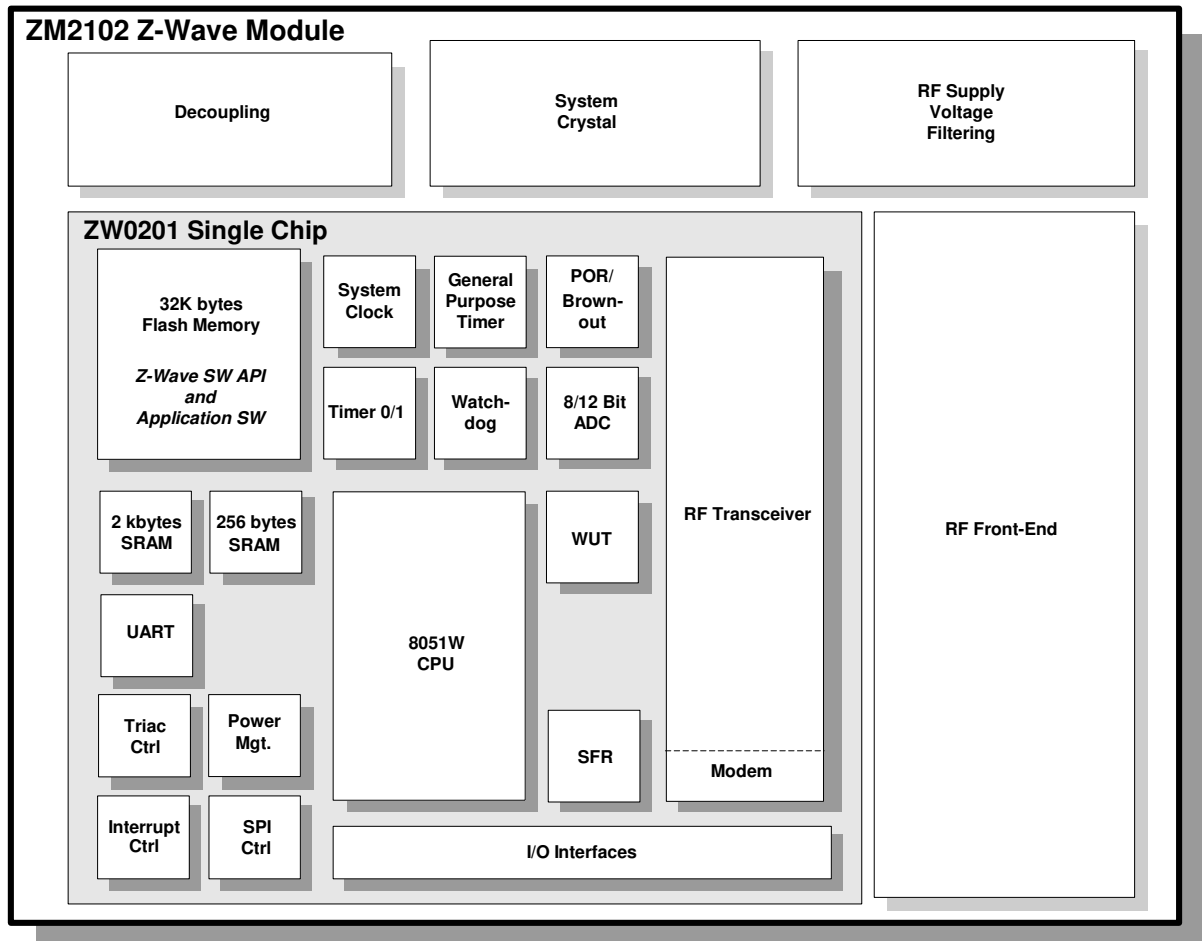 ZM2102 Z-Wave Module
Decoupling
System
Crystal
RF Supply
Voltage
Filtering
ZW0201 Single Chip
32K bytes
Flash Memory
Z-Wave SW API
and
Application SW
System
Clock
General
Purpose
Timer
POR/
Brown-
out
Timer 0/1
Watch-
dog
8/12 Bit
ADC
2 kbytes
SRAM
256 bytes
SRAM
8051W
CPU
WUT
RF Transceiver
RF Front-End
UART
Triac
Ctrl
Power
Mgt.
SFR
Modem
Interrupt
Ctrl
SPI
Ctrl
I/O Interfaces